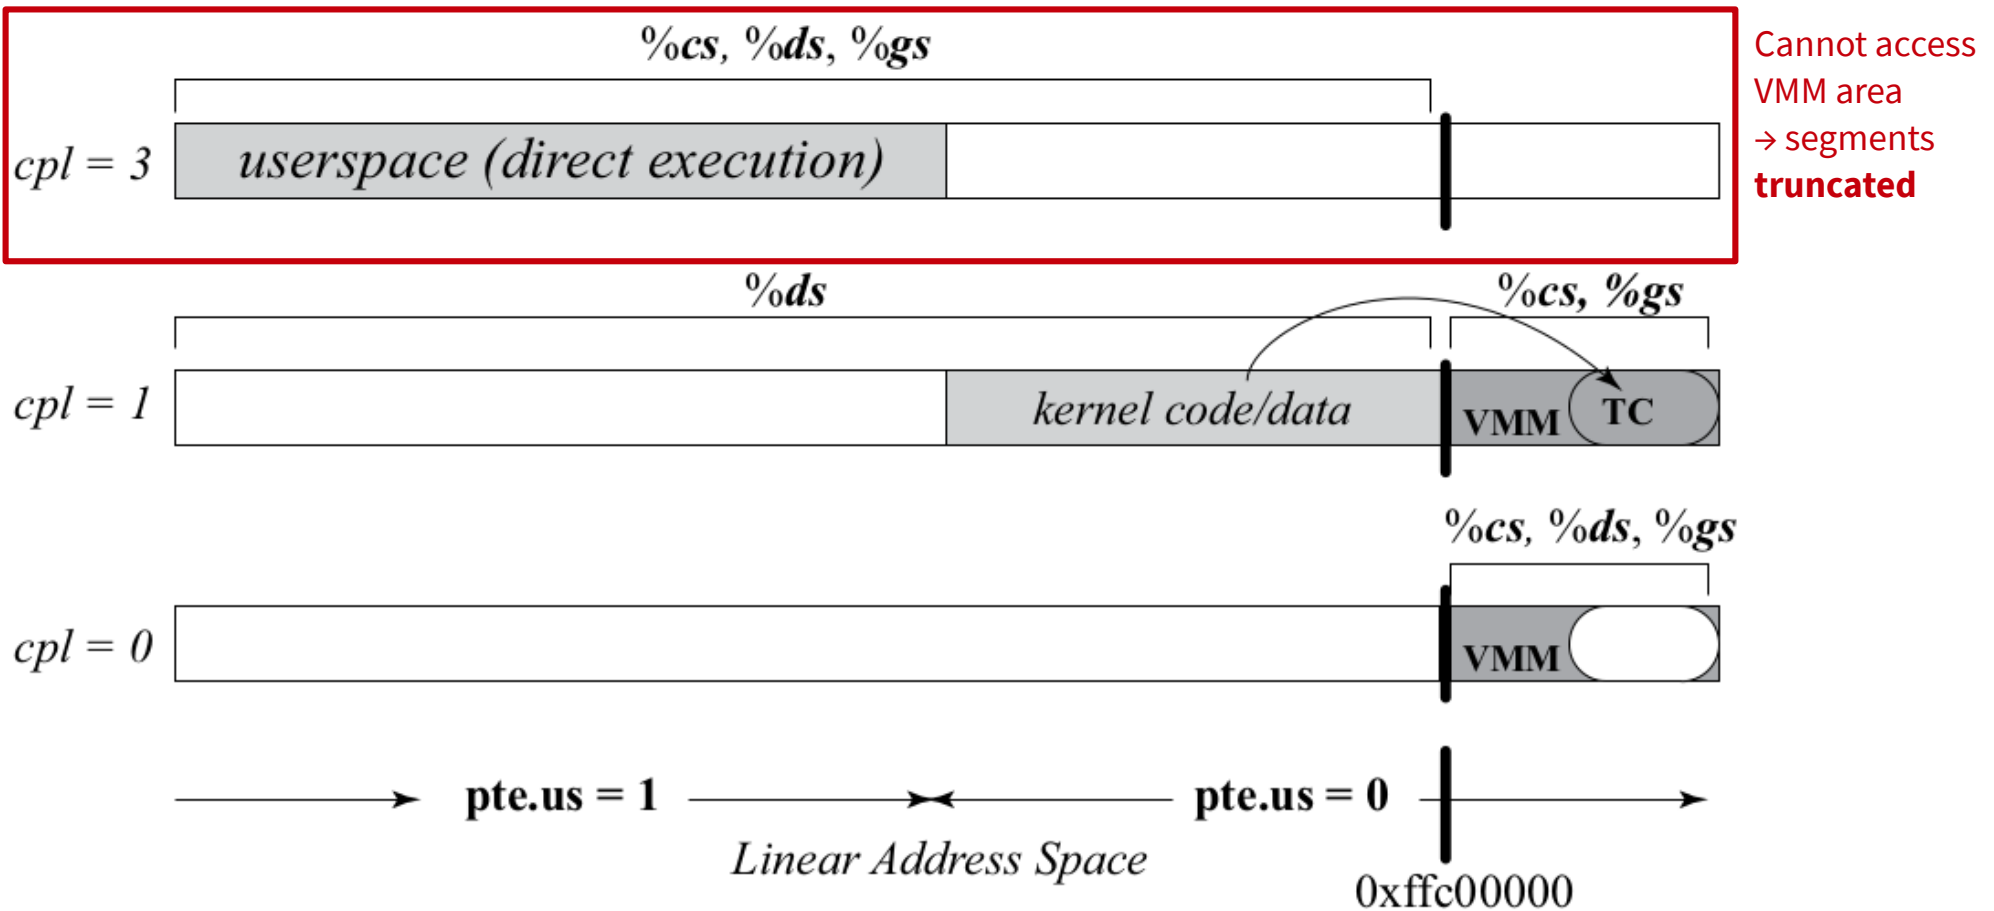 %cs, %ds, %gs
Cannot access
VMM area
→ segments
truncated
cpl = 3
userspace (direct execution)
%ds
%cs, %gs
cpl = 1
kernel code/data
VMM
TC
%cs, %ds, %gs
cpl = 0
VMM
pte.us = 1
pte.us = 0
Linear Address Space
0xffc00000